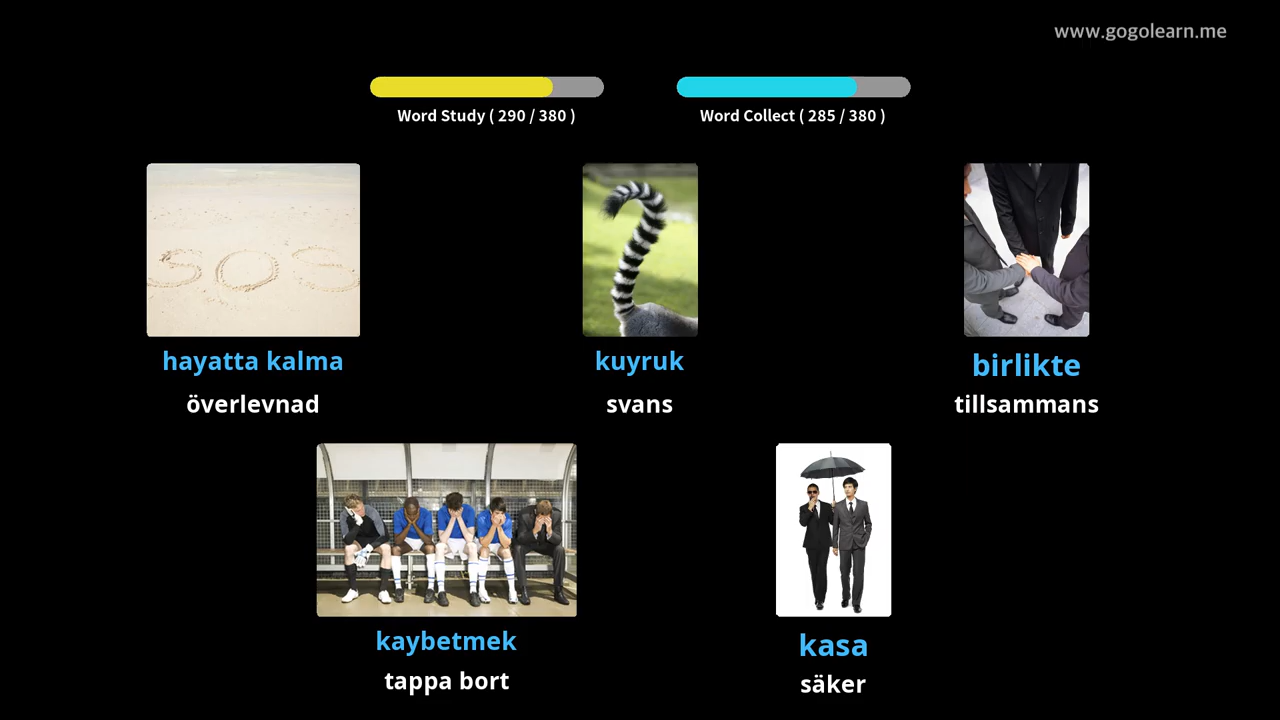 www.gogolearn.me
Word Study ( 290 / 380 )
Word Collect ( 285 / 380 )
SOS
hayatta kalma
överlevnad
kuyruk
svans
birlikte
tillsammans
kaybetmek
tappa bort
kasa
säker